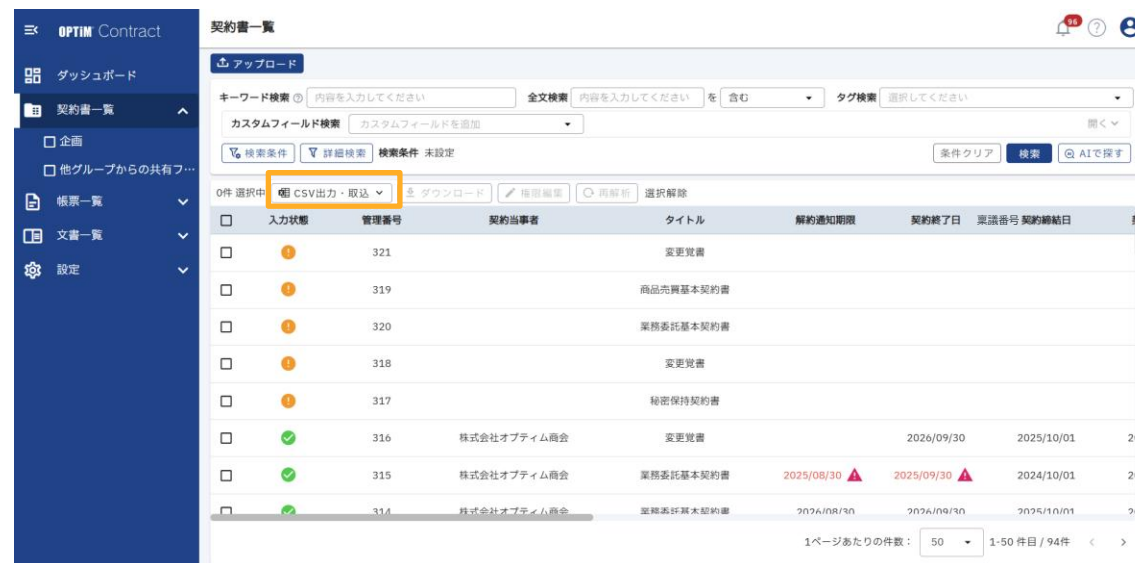 OPTiM Contract
契約書一覧
96
ダッシュボード
契約書一覧
企画
他グループからの共有フ…
帳票一覧
文書一覧
設定
アップロード
キーワード検索 内容を入力してください 全文検索 内容を入力してください を 含む タグ検索 選択してください
カスタムフィールド検索 カスタムフィールドを追加 開く
検索条件 詳細検索 検索条件 未設定 条件クリア 検索 AIで探す
0件 選択中 CSV出力・取込 ダウンロード 権限編集 再解析 選択解除
入力状態 管理番号 契約当事者 タイトル 解約通知期限 契約終了日 稟議番号 契約締結日
321 変更覚書
319 商品売買基本契約書
320 業務委託基本契約書
318 変更覚書
317 秘密保持契約書
316 株式会社オプティム商会 変更覚書 2026/09/30 2025/10/01
315 株式会社オプティム商会 業務委託基本契約書 2025/08/30 2025/09/30 2024/10/01
314 株式会社オプティム商会 業務委託基本契約書 2026/08/30 2026/09/30 2025/10/01
1ページあたりの件数： 50 1-50 件目 / 94件